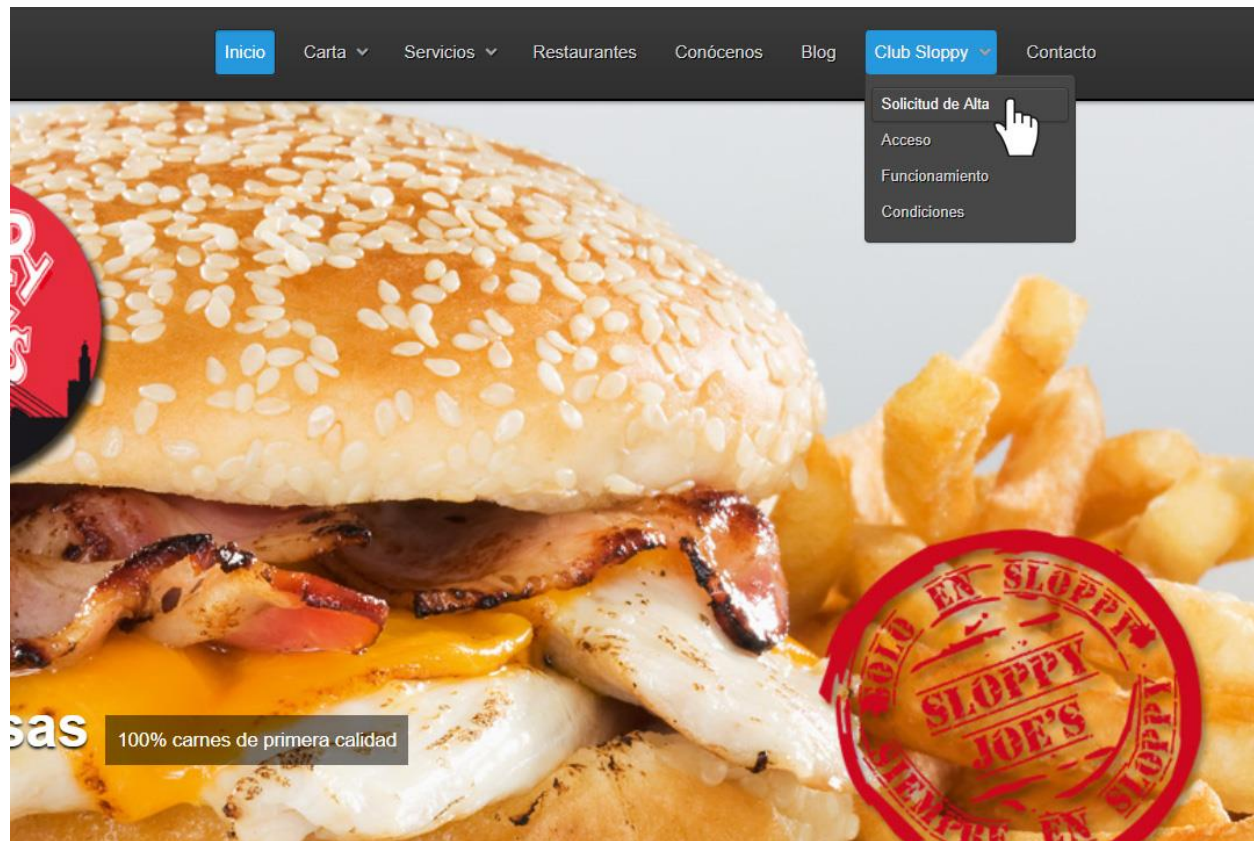 Inicio
Carta
Servicios
Restaurantes
Conócenos
Blog
Club Sloppy
Contacto
Solicitud de Alta
Acceso
Funcionamiento
Condiciones
sas
100% carnes de primera calidad
SOLO EN SLOPPY
SLOPPY
JOE'S
SIEMPRE EN SLOPPY